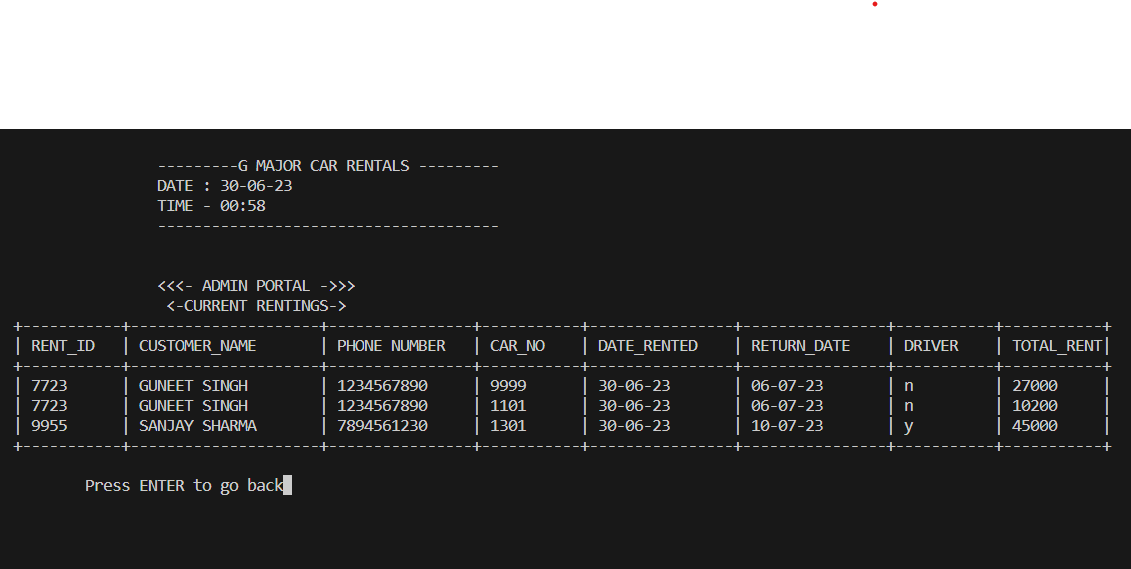 ---------G MAJOR CAR RENTALS ---------
DATE : 30-06-23
TIME - 00:58
--------------------------------------
<<<- ADMIN PORTAL ->>>
<-CURRENT RENTINGS->
+-----------+---------------------+----------------+-----------+----------------+----------------+-----------+-----------+
| RENT_ID | CUSTOMER_NAME | PHONE NUMBER | CAR_NO | DATE_RENTED | RETURN_DATE | DRIVER | TOTAL_RENT|
+-----------+---------------------+----------------+-----------+----------------+----------------+-----------+-----------+
| 7723 | GUNEET SINGH | 1234567890 | 9999 | 30-06-23 | 06-07-23 | n | 27000 |
| 7723 | GUNEET SINGH | 1234567890 | 1101 | 30-06-23 | 06-07-23 | n | 10200 |
| 9955 | SANJAY SHARMA | 7894561230 | 1301 | 30-06-23 | 10-07-23 | y | 45000 |
+-----------+---------------------+----------------+-----------+----------------+----------------+-----------+-----------+
Press ENTER to go back